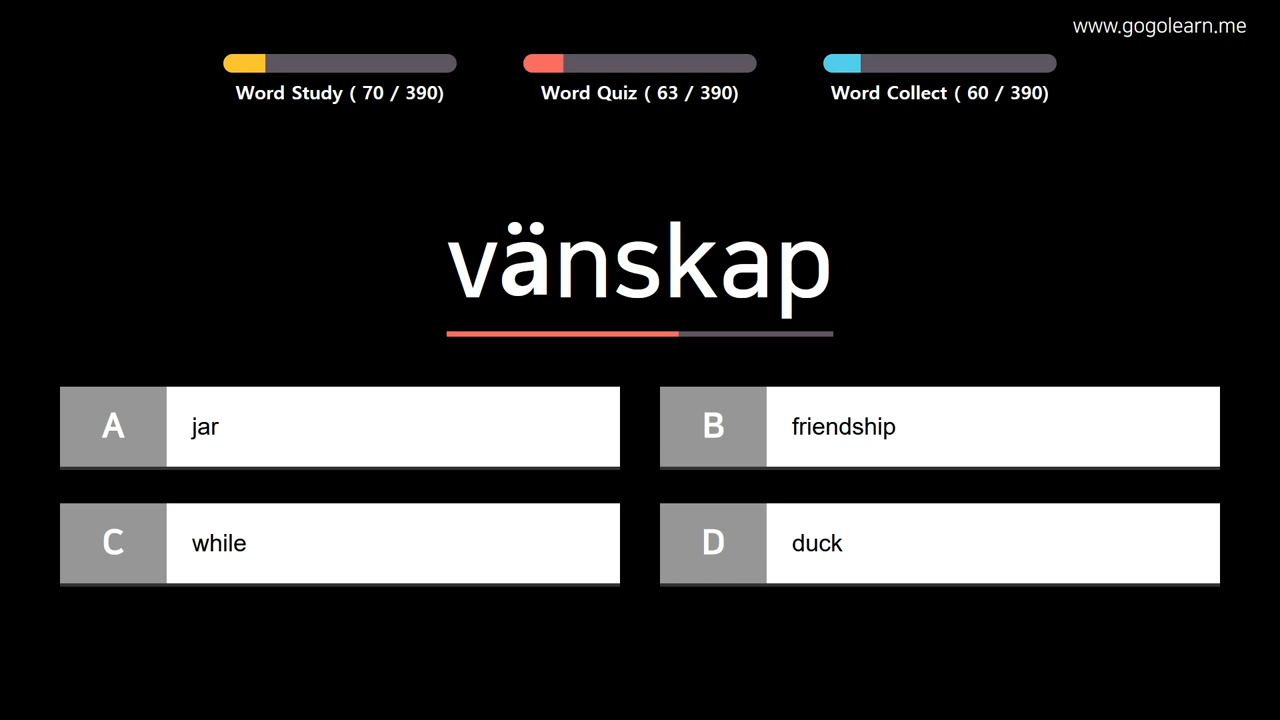 www.gogolearn.me
Word Study ( 70 / 390)
Word Quiz ( 63 / 390)
Word Collect ( 60 / 390)
vänskap
A jar
B friendship
C while
D duck